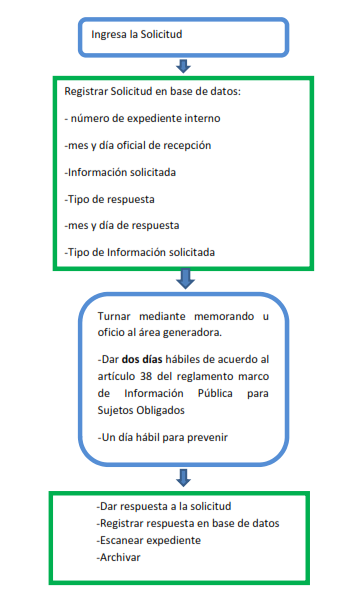 Ingresa la Solicitud
Registrar Solicitud en base de datos:
- número de expediente interno
-mes y día oficial de recepción
-Información solicitada
-Tipo de respuesta
-mes y día de respuesta
-Tipo de Información solicitada
Turnar mediante memorando u
oficio al área generadora.
-Dar dos días hábiles de acuerdo al
artículo 38 del reglamento marco
de Información Pública para
Sujetos Obligados
-Un día hábil para prevenir
-Dar respuesta a la solicitud
-Registrar respuesta en base de datos
-Escanear expediente
-Archivar